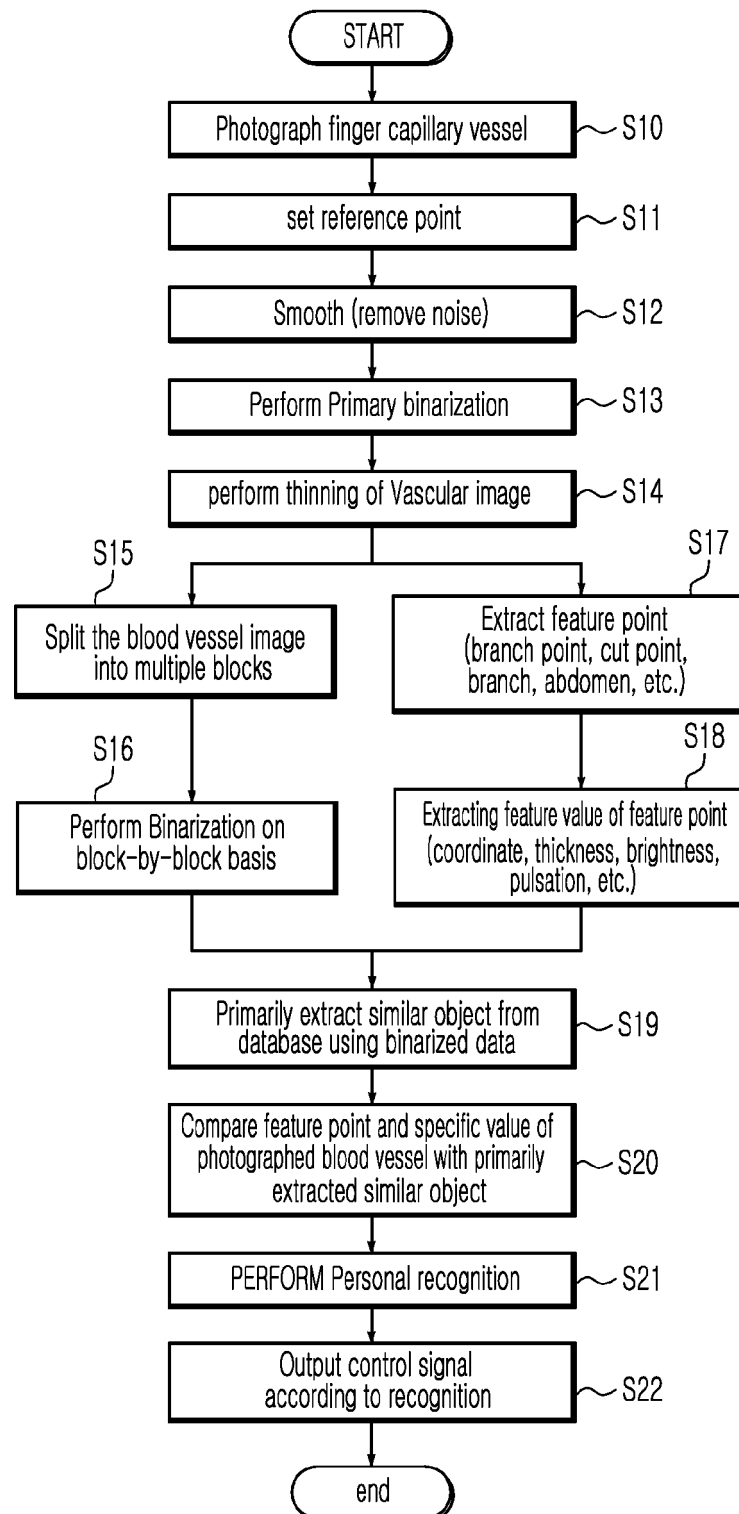 START
Photograph finger capillary vessel
S10
set reference point
S11
Smooth (remove noise)
S12
Perform Primary binarization
S13
perform thinning of Vascular image
S14
S15
Split the blood vessel image
into multiple blocks
S17
Extract feature point
(branch point, cut point,
branch, abdomen, etc.)
S16
Perform Binarization on
block-by-block basis
S18
Extracting feature value of feature point
(coordinate, thickness, brightness,
pulsation, etc.)
Primarily extract similar object from
database using binarized data
S19
Compare feature point and specific value of
photographed blood vessel with primarily
extracted similar object
S20
PERFORM Personal recognition
S21
Output control signal
according to recognition
S22
end